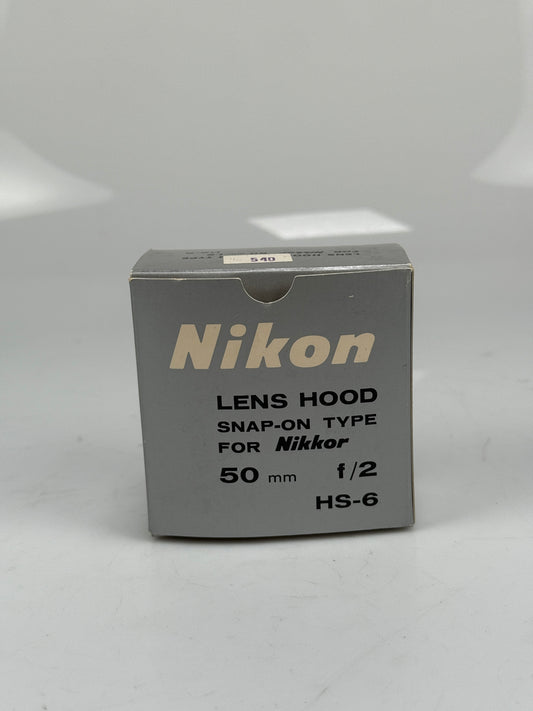 540
Nikon
LENS HOOD
SNAP-ON TYPE
FOR Nikkor
50 mm f/2
HS-6